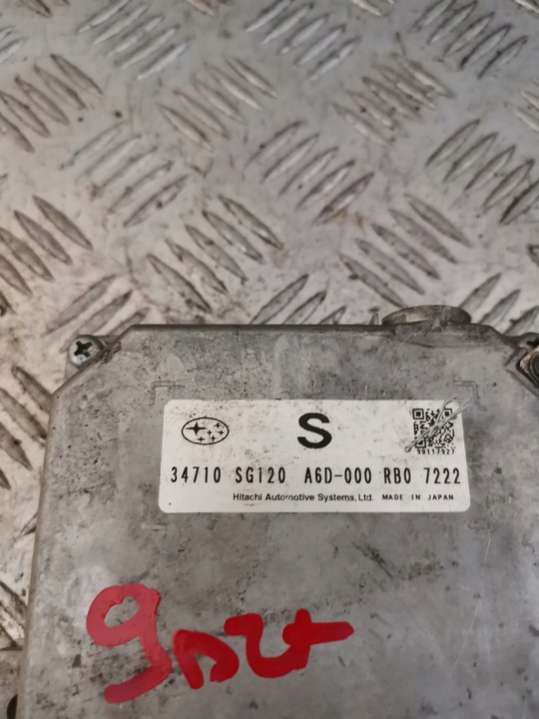 S
34710 SG120 A6D-000 RB0 7222
Hitachi Automotive Systems, Ltd. MADE IN JAPAN